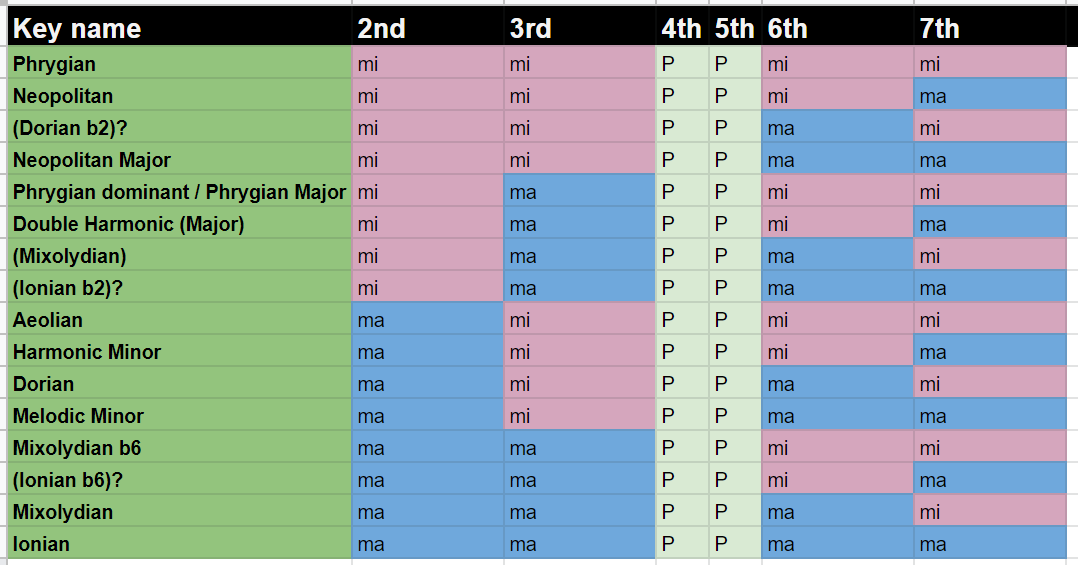 Key name 2nd 3rd 4th 5th 6th 7th
Phrygian mi mi P P mi mi
Neopolitan mi mi P P mi ma
(Dorian b2)? mi mi P P ma mi
Neopolitan Major mi mi P P ma ma
Phrygian dominant / Phrygian Major mi ma P P mi mi
Double Harmonic (Major) mi ma P P mi ma
(Mixolydian) mi ma P P ma mi
(Ionian b2)? mi ma P P ma ma
Aeolian ma mi P P mi mi
Harmonic Minor ma mi P P mi ma
Dorian ma mi P P ma mi
Melodic Minor ma mi P P ma ma
Mixolydian b6 ma ma P P mi mi
(Ionian b6)? ma ma P P mi ma
Mixolydian ma ma P P ma mi
Ionian ma ma P P ma ma